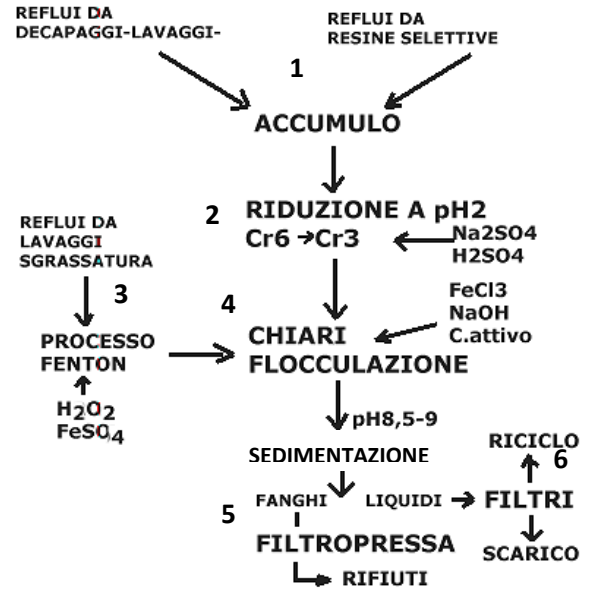 REFLUI DA
DECAPAGGI-LAVAGGI-
REFLUI DA
RESINE SELETTIVE
1
ACCUMULO
2
RIDUZIONE A pH2
Cr6 → Cr3
Na2SO4
H2SO4
REFLUI DA
LAVAGGI
SGRASSATURA
3
PROCESSO
FENTON
H2O2
FeSO4
4
FeCl3
NaOH
C.attivo
CHIARI
FLOCCULAZIONE
pH8,5-9
SEDIMENTAZIONE
5
FANGHI
LIQUIDI
FILTROPRESSA
RIFIUTI
RICICLO
6
FILTRI
SCARICO